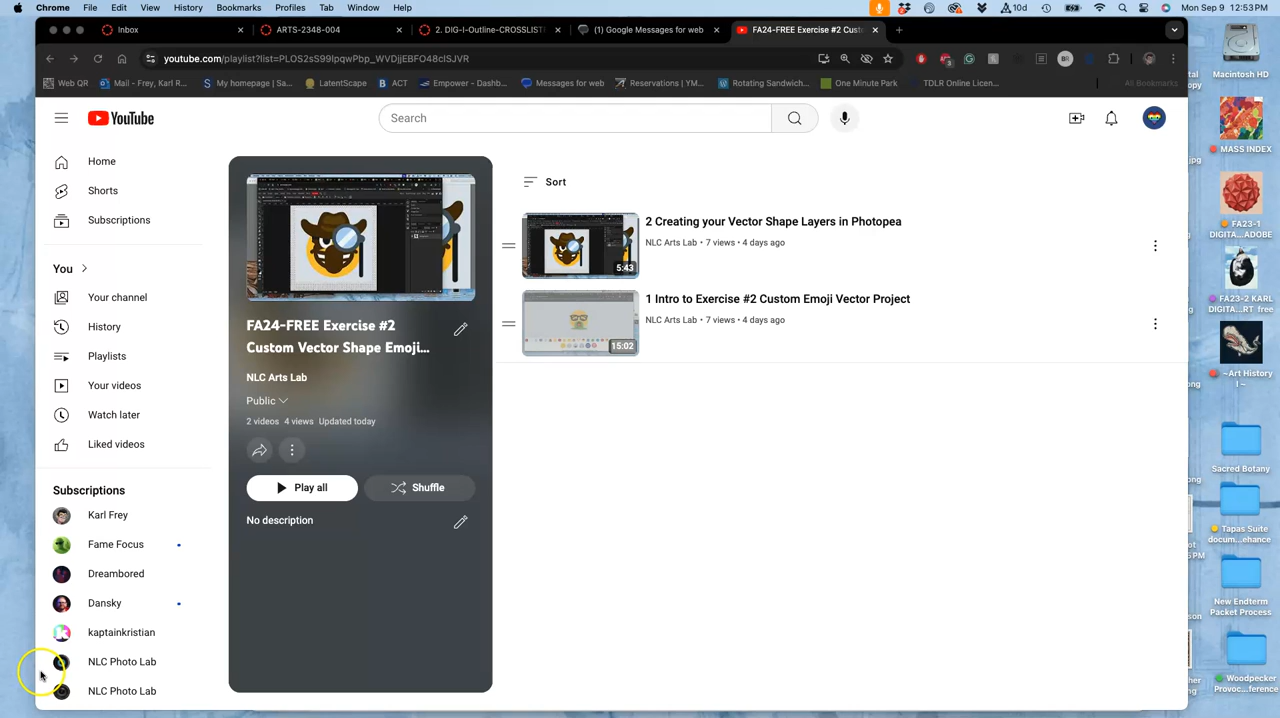 Chrome File Edit View History Bookmarks Profiles Tab Window Help
10d
Mon Sep 9 12:53 PM
Inbox
ARTS-2348-004
2. DIG-I-Outline-CROSSLIST
(1) Google Messages for web
FA24-FREE Exercise #2 Cust
youtube.com/playlist?list=PLOS2sS99IpqwPbp_WVDjjEBFO48cISJVR
Web QR
Mail - Frey, Karl R...
My homepage | Sa...
LatentScape
ACT
Empower - Dashb...
Messages for web
Reservations | YM...
Rotating Sandwich...
One Minute Park
TDLR Online Licen...
All Bookmarks
YouTube
Search
Home
Shorts
Subscriptions
You
Your channel
History
Playlists
Your videos
Watch later
Liked videos
Subscriptions
Karl Frey
Fame Focus
Dreambored
Dansky
kaptainkristian
NLC Photo Lab
NLC Photo Lab
FA24-FREE Exercise #2
Custom Vector Shape Emoji...
NLC Arts Lab
Public
2 videos 4 views Updated today
Play all
Shuffle
No description
Sort
5:43
2 Creating your Vector Shape Layers in Photopea
NLC Arts Lab • 7 views • 4 days ago
15:02
1 Intro to Exercise #2 Custom Emoji Vector Project
NLC Arts Lab • 7 views • 4 days ago
Macintosh HD
MASS INDEX
FA23-1
DIGITA...ADOBE
FA23-2 KARL
DIGITA...RT_free
~Art History
I ~
Sacred Botany
Tapas Suite
docum...ehance
New Endterm
Packet Process
Woodpecker
Provoc...ference